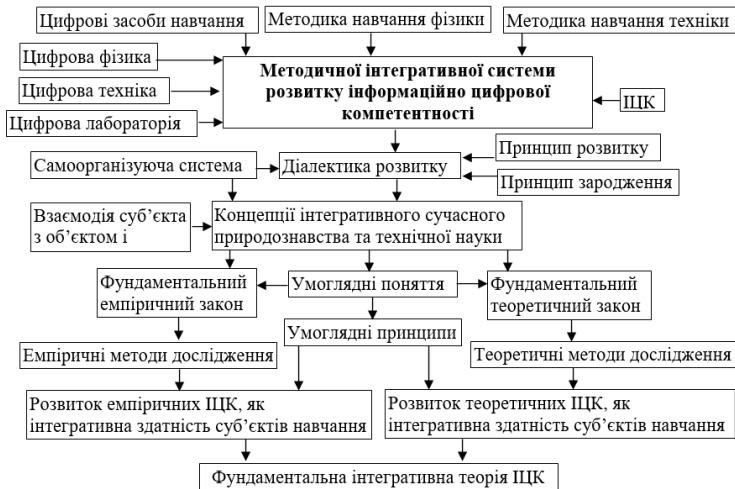 Цифрові засоби навчання
Методика навчання фізики
Методика навчання техніки
Цифрова фізика
Цифрова техніка
Цифрова лабораторія
Методичної інтегративної системи
розвитку інформаційно цифрової
компетентності
ІЩК
Самоорганізуюча система
Діалектика розвитку
Принцип розвитку
Принцип зародження
Взаємодія суб’єкта
з об’єктом і
Концепції інтегративного сучасного
природознавства та технічної науки
Фундаментальний
емпіричний закон
Умоглядні поняття
Фундаментальний
теоретичний закон
Умоглядні принципи
Емпіричні методи дослідження
Теоретичні методи дослідження
Розвиток емпіричних ІЩК, як
інтегративна здатність суб’єктів навчання
Розвиток теоретичних ІЩК, як
інтегративна здатність суб’єктів навчання
Фундаментальна інтегративна теорія ІЩК